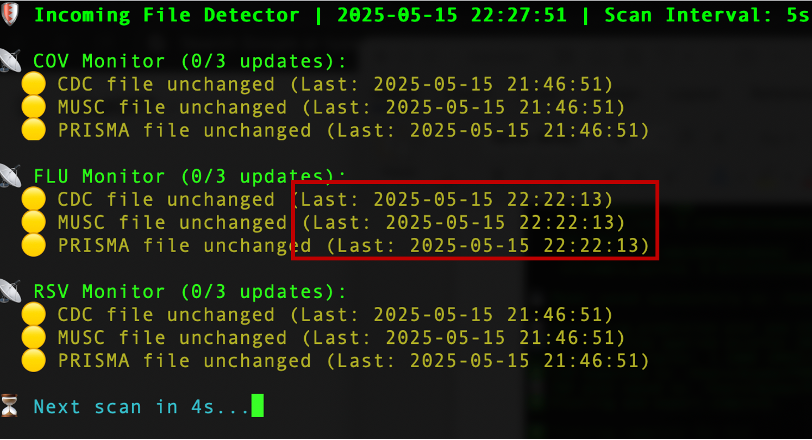 Incoming File Detector | 2025-05-15 22:27:51 | Scan Interval: 5s
COV Monitor (0/3 updates):
CDC file unchanged (Last: 2025-05-15 21:46:51)
MUSC file unchanged (Last: 2025-05-15 21:46:51)
PRISMA file unchanged (Last: 2025-05-15 21:46:51)
FLU Monitor (0/3 updates):
CDC file unchanged (Last: 2025-05-15 22:22:13)
MUSC file unchanged (Last: 2025-05-15 22:22:13)
PRISMA file unchanged (Last: 2025-05-15 22:22:13)
RSV Monitor (0/3 updates):
CDC file unchanged (Last: 2025-05-15 21:46:51)
MUSC file unchanged (Last: 2025-05-15 21:46:51)
PRISMA file unchanged (Last: 2025-05-15 21:46:51)
Next scan in 4s...